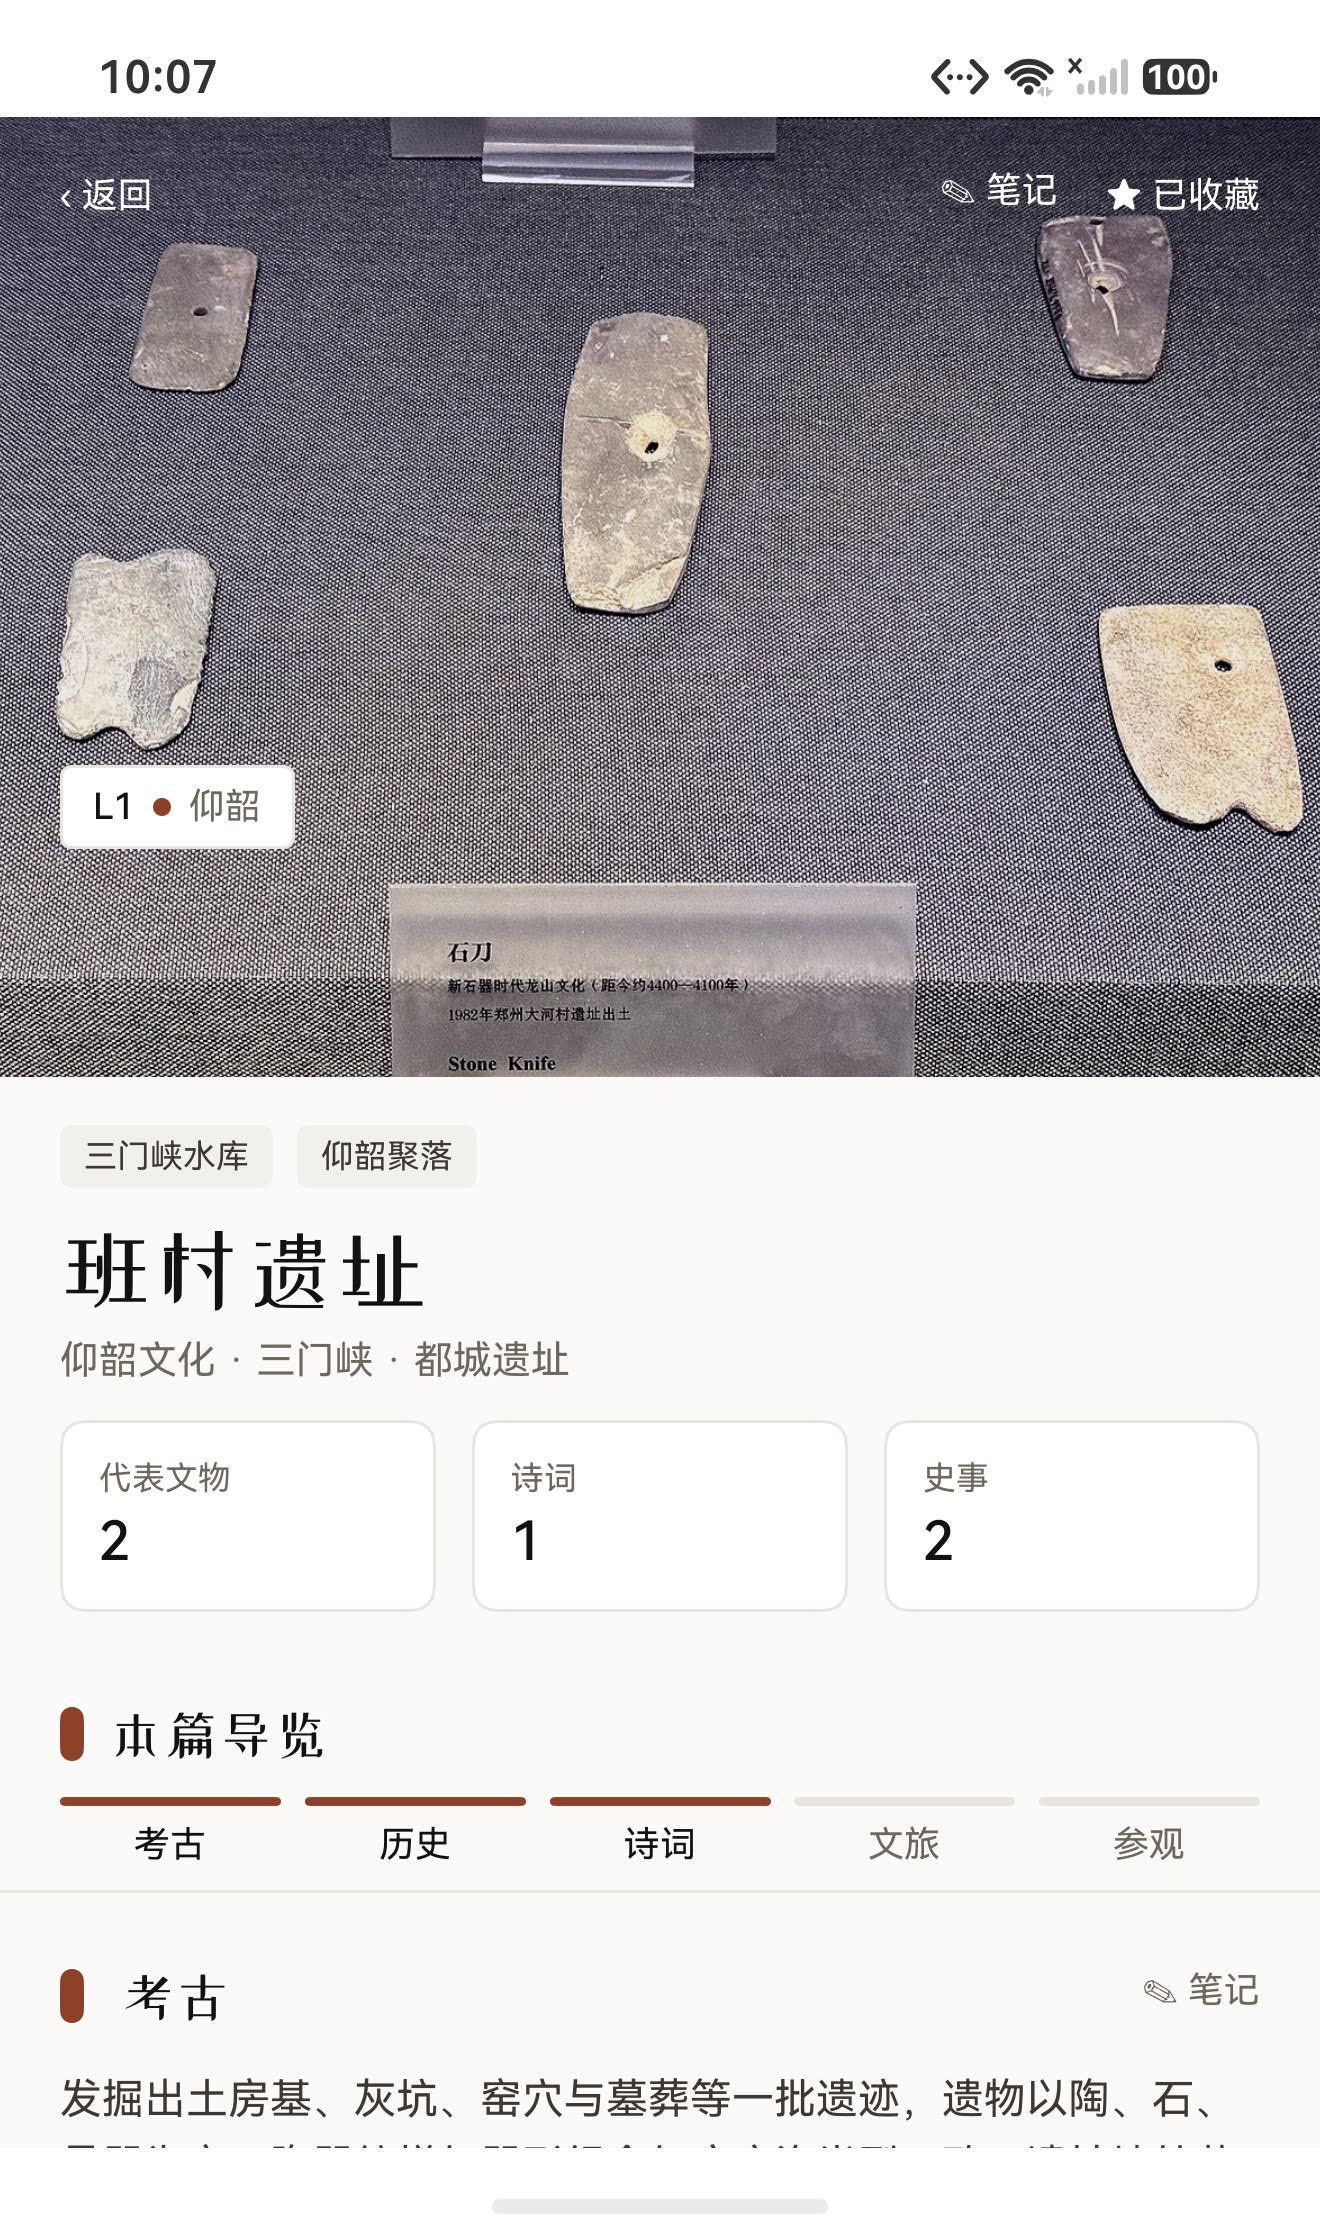 10:07
100
‹ 返回
笔记
★ 已收藏
L1 ● 仰韶
石刀
新石器时代龙山文化（距今约4400—4100年）
1982年郑州大河村遗址出土
Stone Knife
三门峡水库
仰韶聚落
班村遗址
仰韶文化 · 三门峡 · 都城遗址
代表文物
2
诗词
1
史事
2
本篇导览
考古
历史
诗词
文旅
参观
考古
笔记
发掘出土房基、灰坑、窑穴与墓葬等一批遗迹，遗物以陶、石、